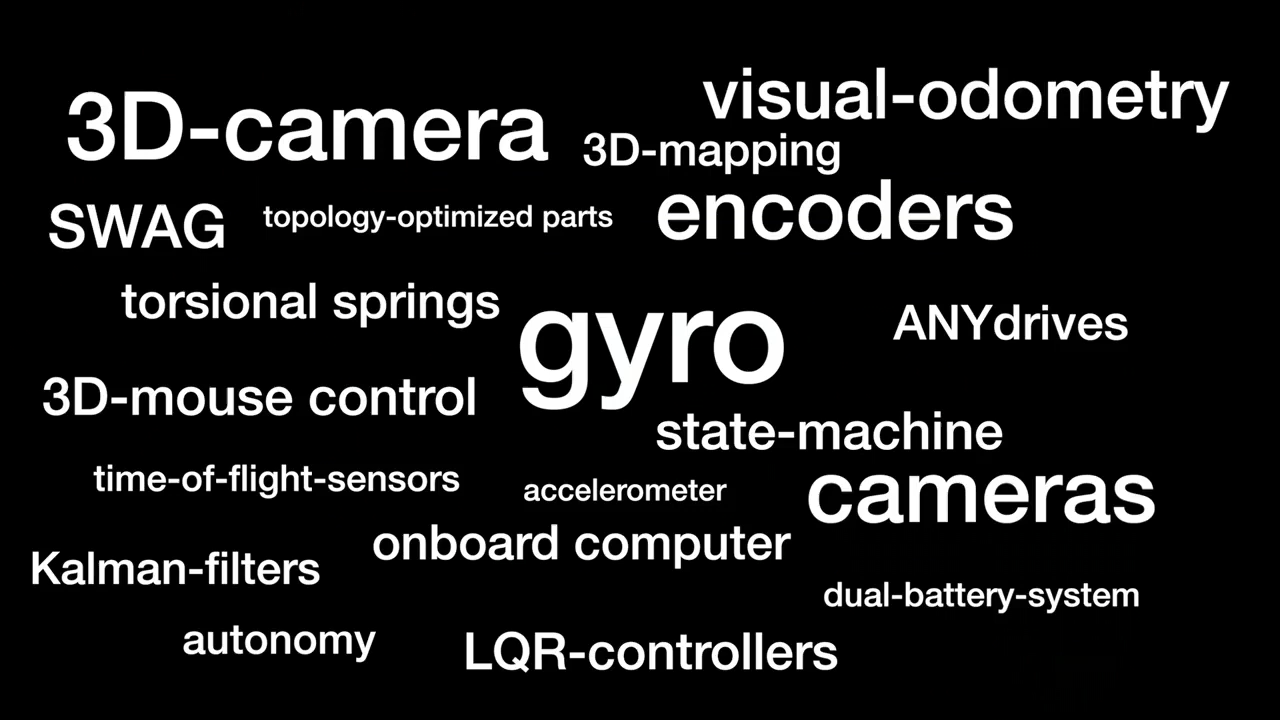 visual-odometry
3D-camera
3D-mapping
SWAG
topology-optimized parts
encoders
torsional springs
gyro
ANYdrives
3D-mouse control
state-machine
time-of-flight-sensors
accelerometer
cameras
onboard computer
Kalman-filters
dual-battery-system
autonomy
LQR-controllers